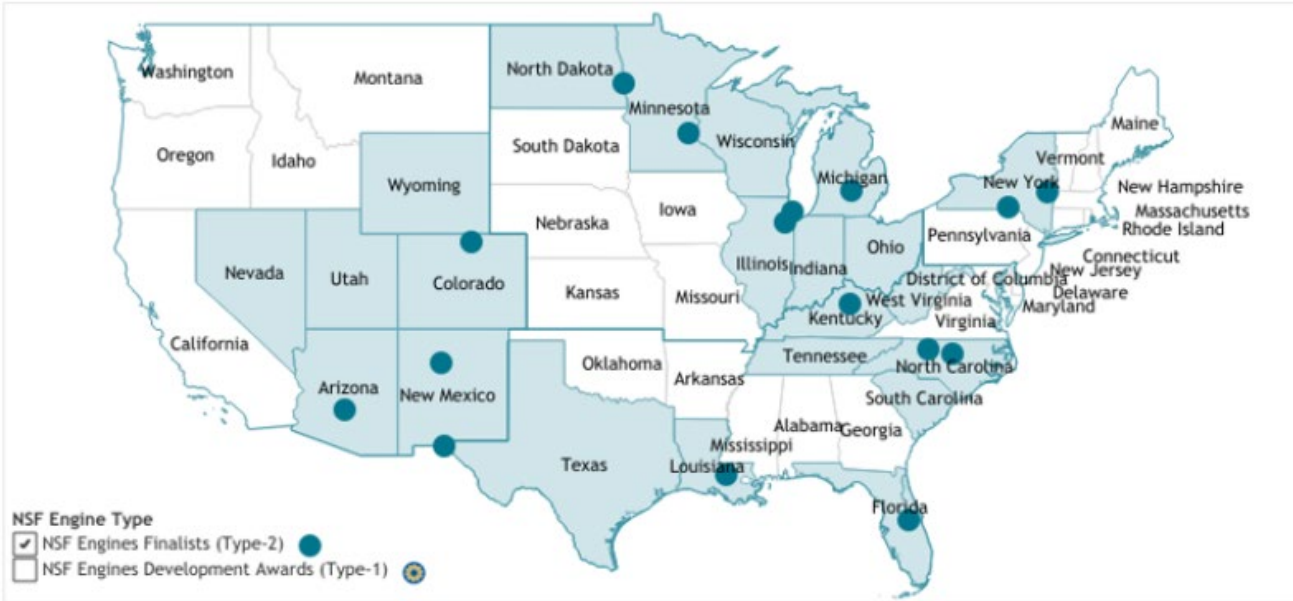 Washington
Montana
North Dakota
Minnesota
Maine
Oregon
Idaho
South Dakota
Wisconsin
Vermont
Wyoming
Michigan
New York
New Hampshire
Iowa
Massachusetts
Nebraska
Rhode Island
Pennsylvania
Nevada
Utah
Colorado
Illinois
Indiana
Ohio
Connecticut
New Jersey
District of Columbia
Delaware
Kansas
Missouri
West Virginia
Maryland
Kentucky
Virginia
California
Oklahoma
Tennessee
North Carolina
Arkansas
Arizona
New Mexico
South Carolina
Alabama
Georgia
Mississippi
Texas
Louisiana
Florida
NSF Engine Type
NSF Engines Finalists (Type-2)
NSF Engines Development Awards (Type-1)